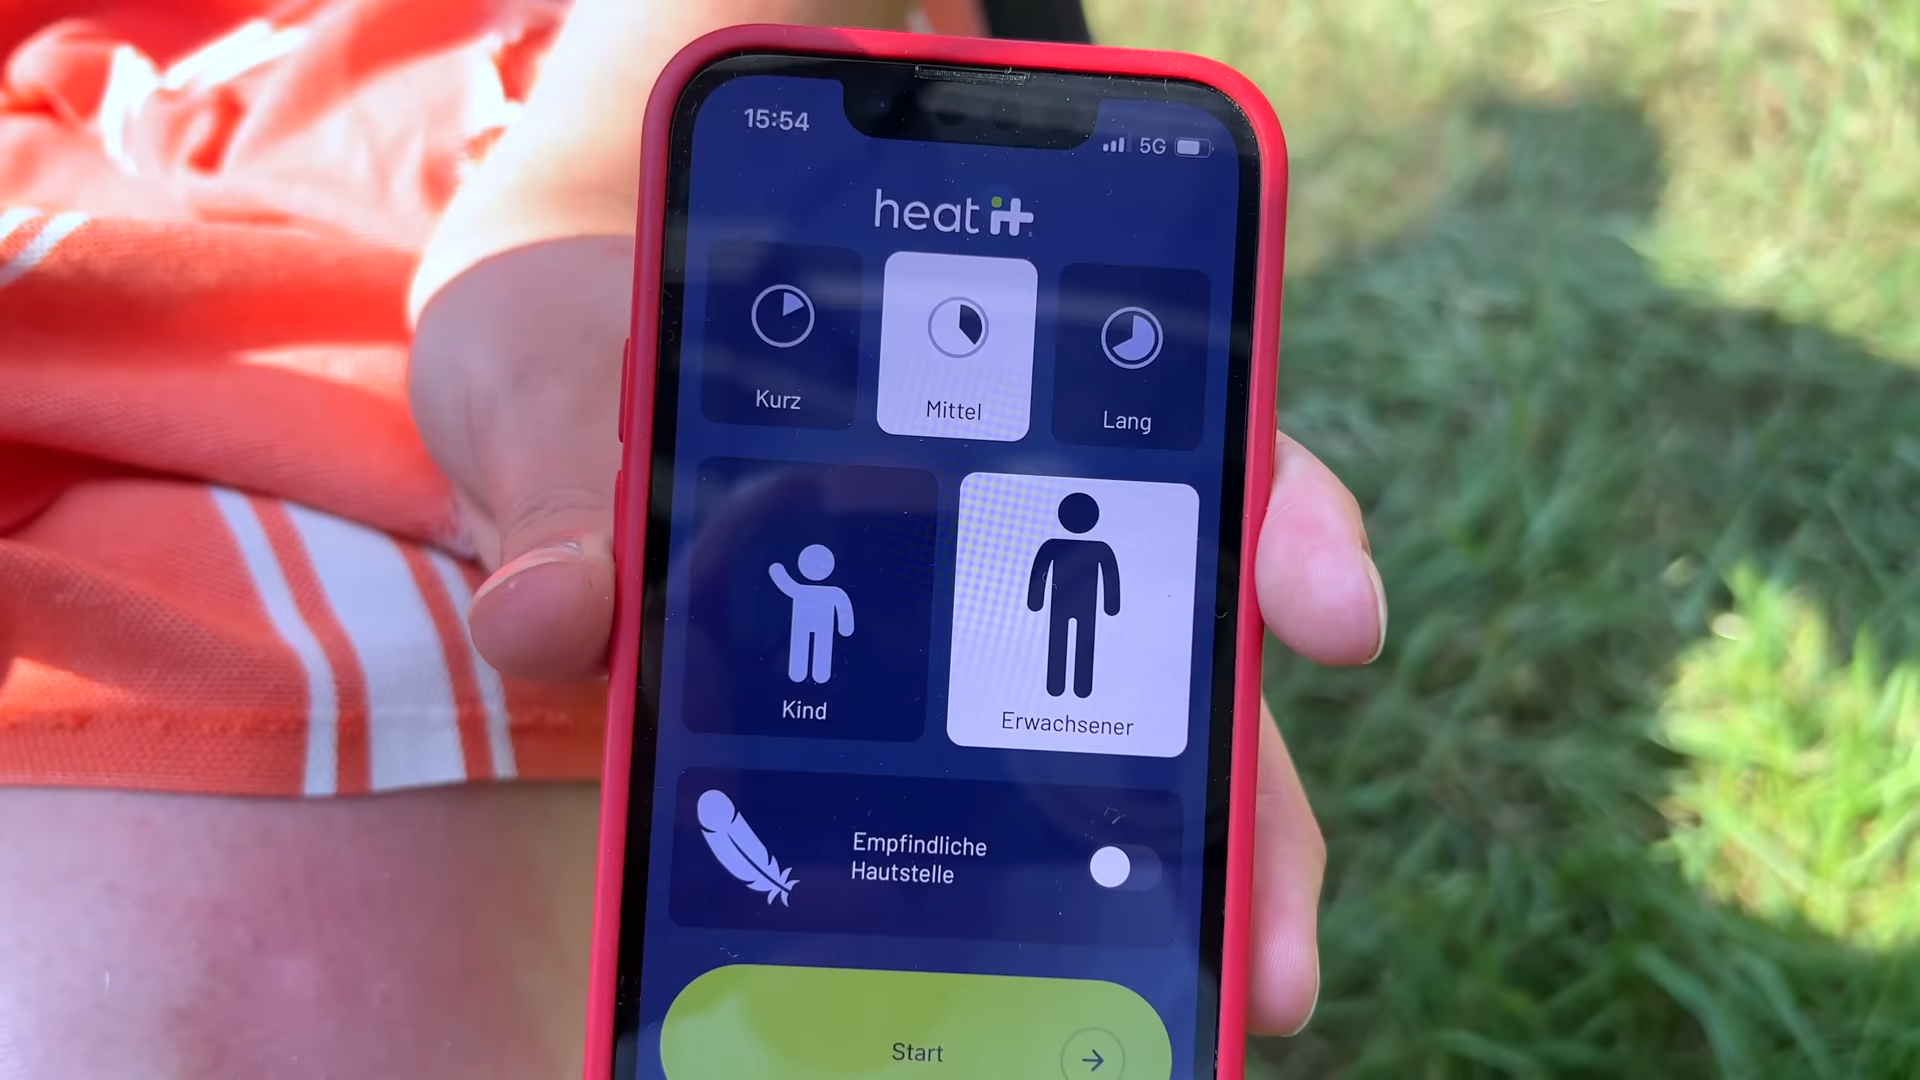 15:54
5G
heat it
Kurz
Mittel
Lang
Kind
Erwachsener
Empfindliche
Hautstelle
Start